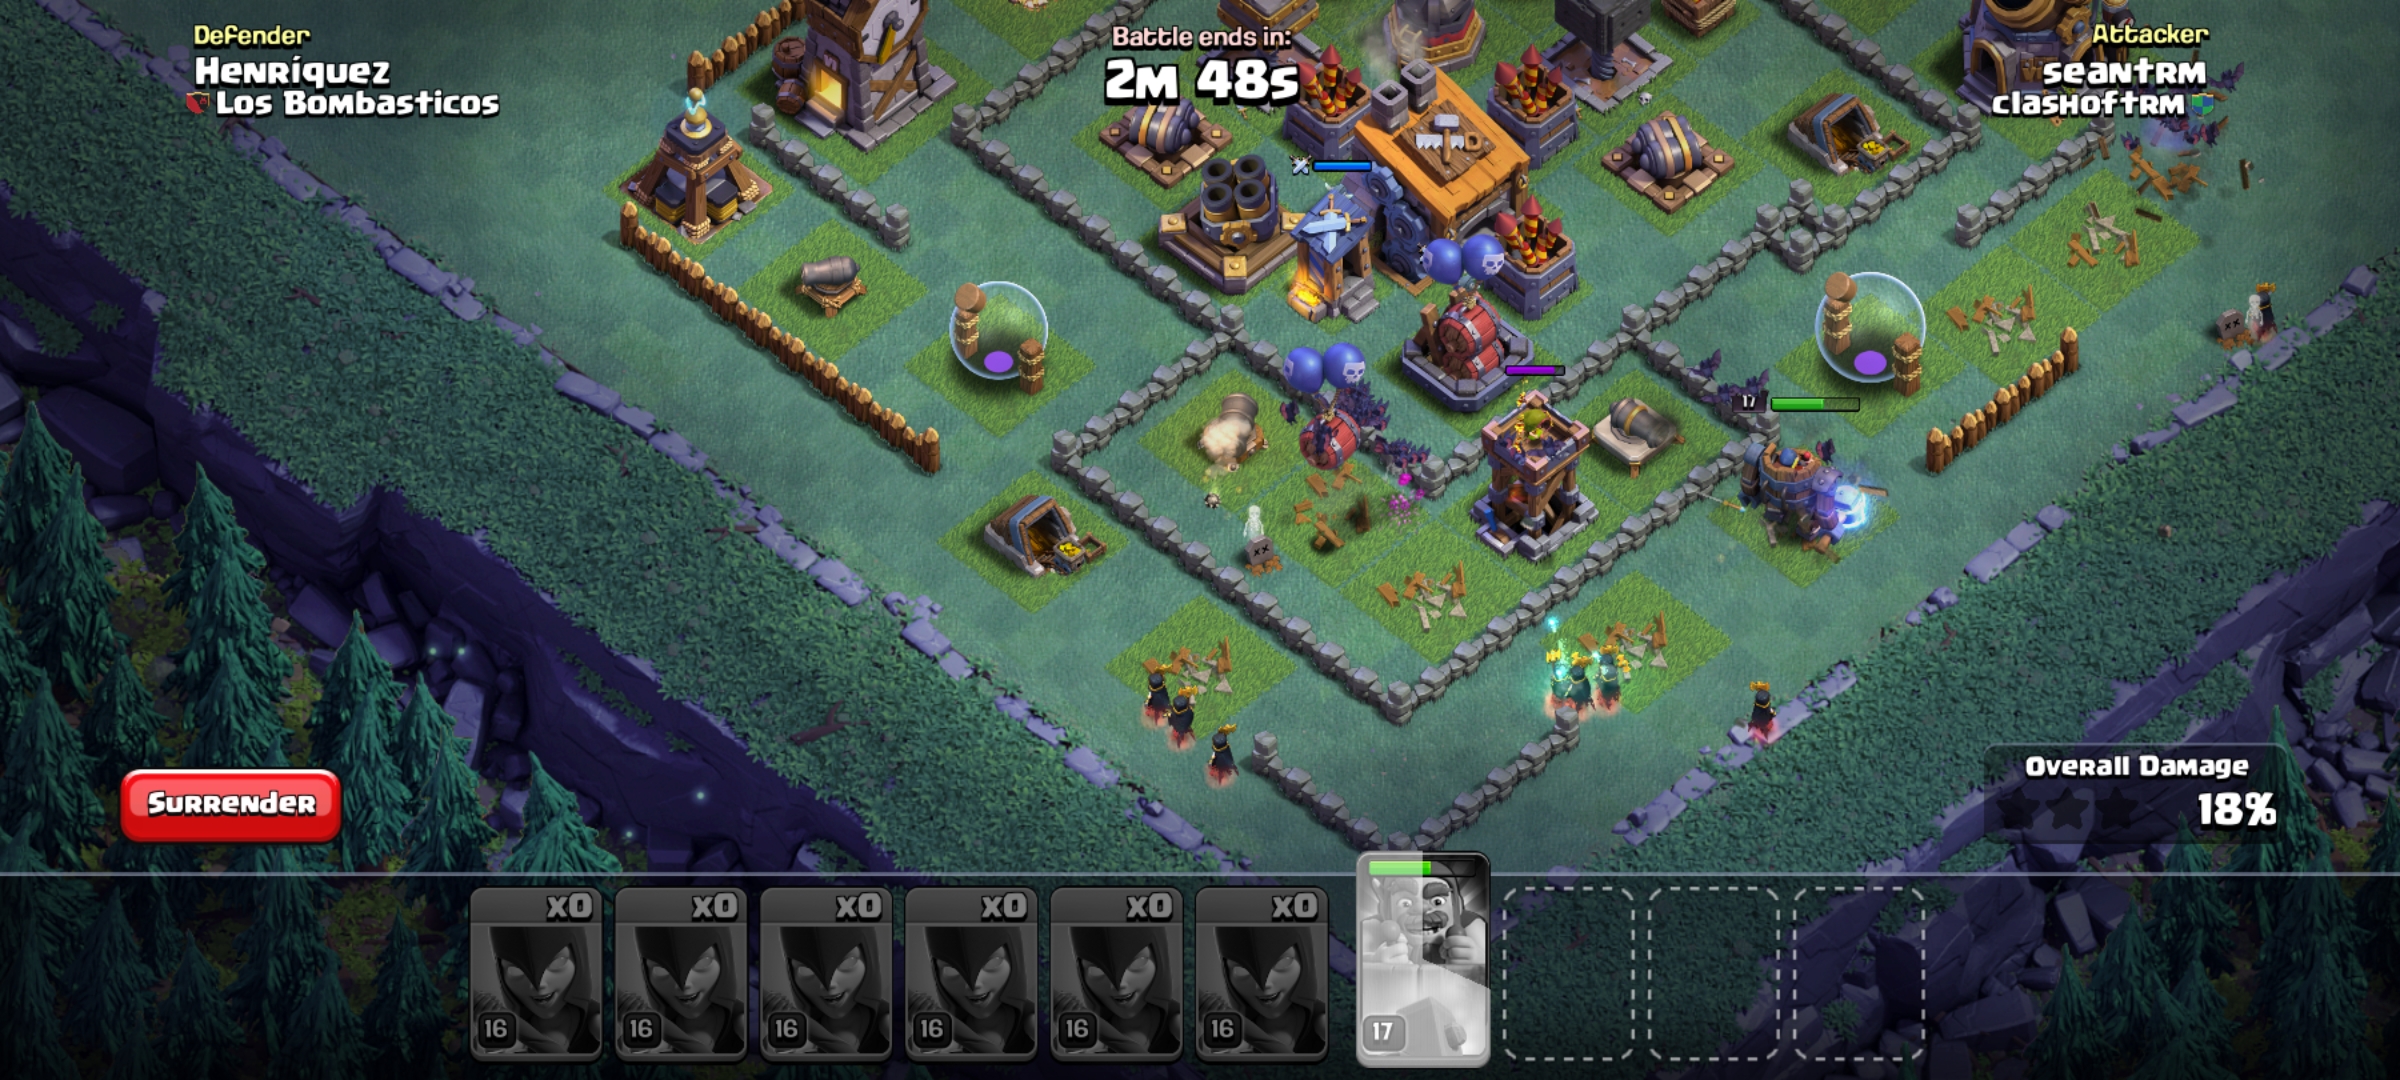 Defender
Henríquez
Los Bombasticos
Battle ends in:
2m 48s
Attacker
seantrm
clashoftrm
17
Surrender
Overall Damage
18%
x0
x0
x0
x0
x0
x0
16
16
16
16
16
16
17